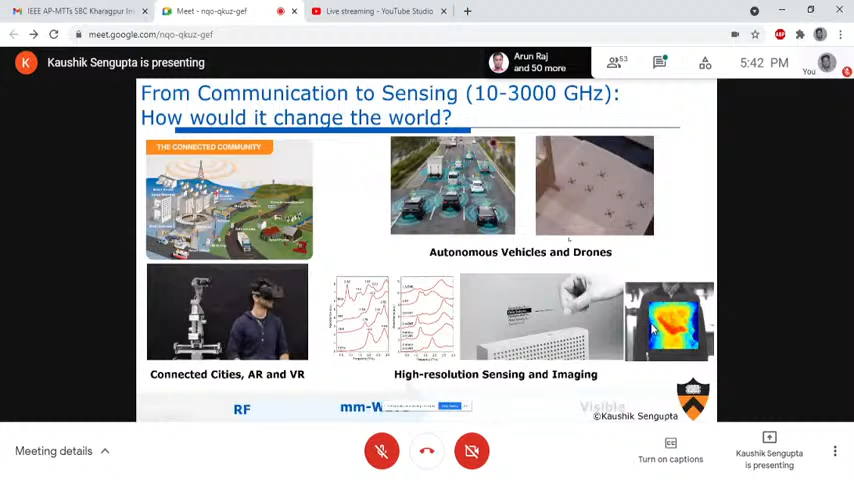 IEEE AP-MTTs SBC Kharagpur In
Meet - nqo-qkuz-gef
Live streaming - YouTube Studio
meet.google.com/nqo-qkuz-gef
ABP
K
Kaushik Sengupta is presenting
Arun Raj
and 50 more
53
5:42 PM
You
From Communication to Sensing (10-3000 GHz):
How would it change the world?
THE CONNECTED COMMUNITY
Autonomous Vehicles and Drones
Connected Cities, AR and VR
High-resolution Sensing and Imaging
RF
Visible
©Kaushik Sengupta
Meeting details
CC
Turn on captions
Kaushik Sengupta
is presenting